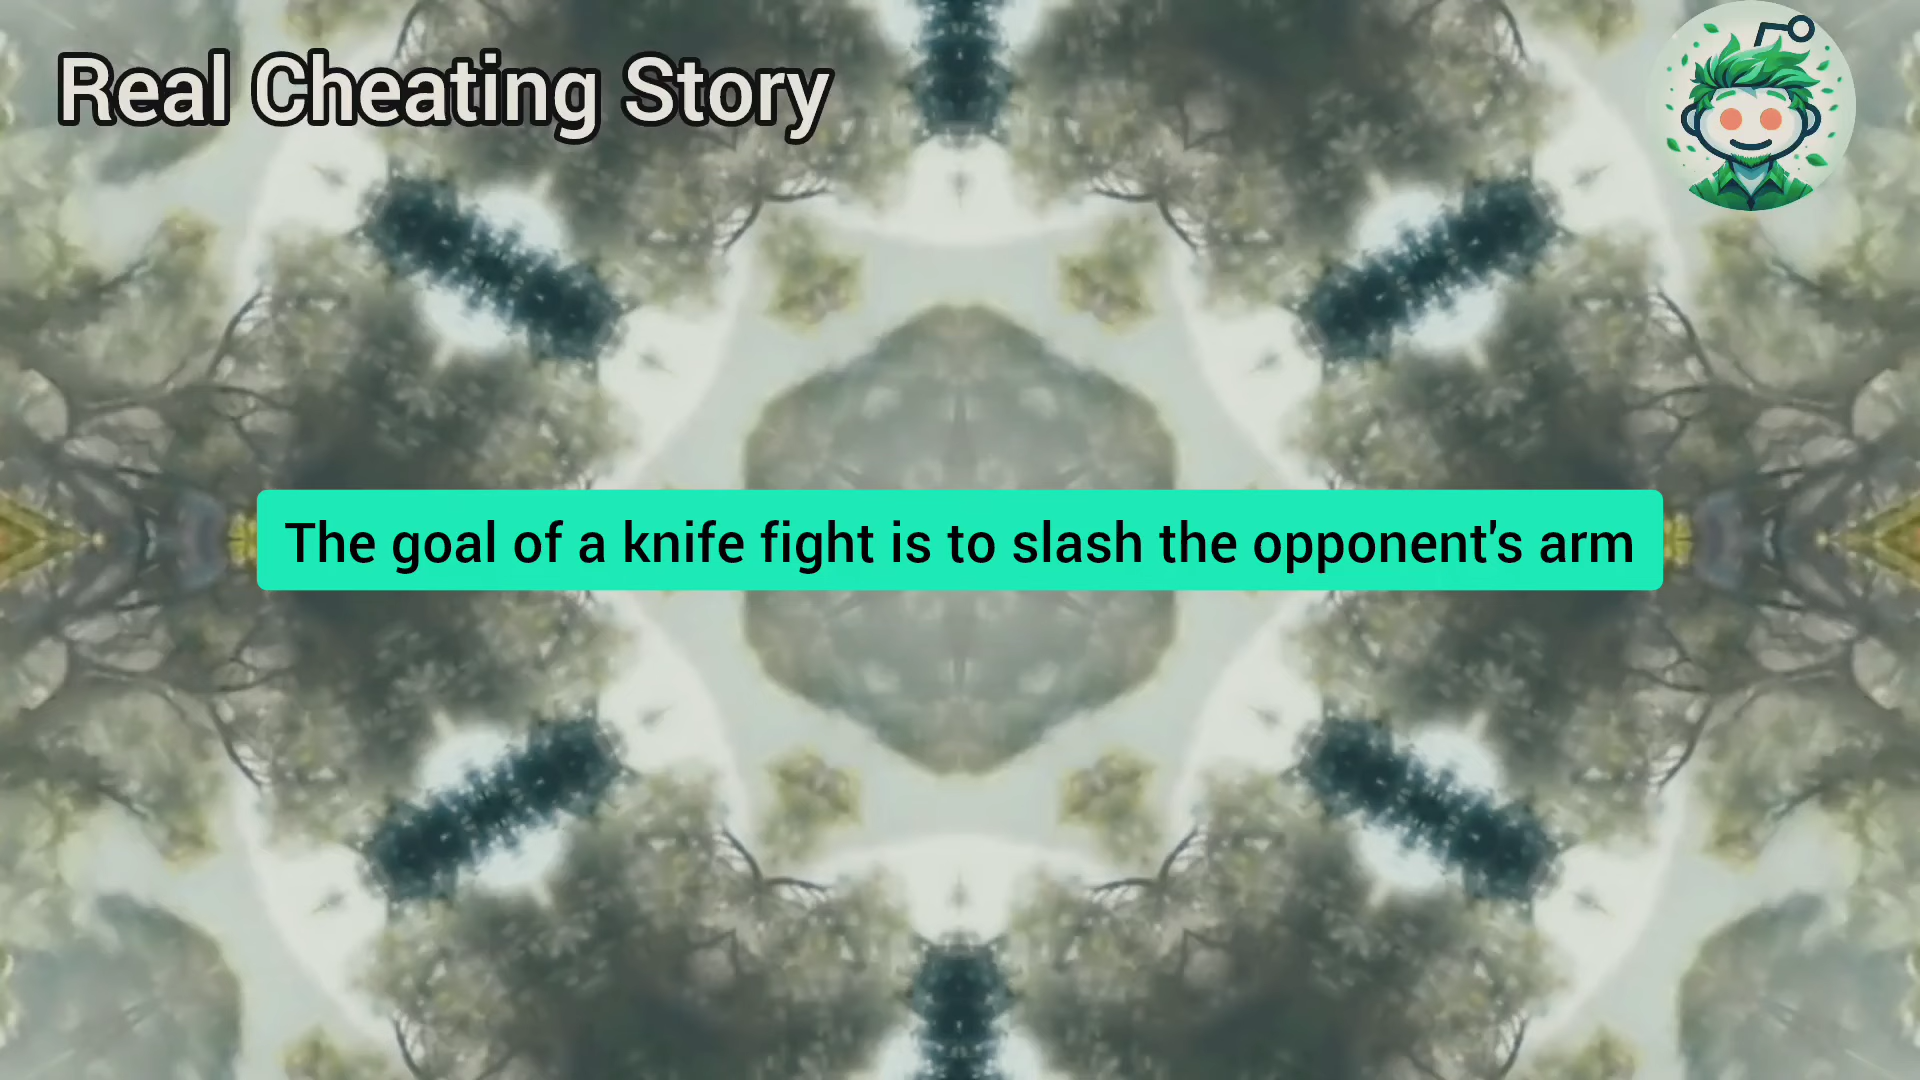 Real Cheating Story
The goal of a knife fight is to slash the opponent's arm